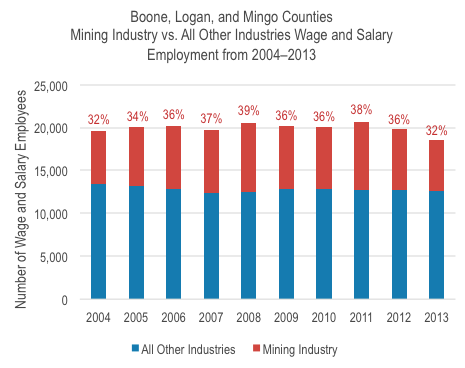 Boone, Logan, and Mingo Counties
Mining Industry vs. All Other Industries Wage and Salary
Employment from 2004–2013
Number of Wage and Salary Employees
25,000
20,000
15,000
10,000
5,000
0
32% 34% 36% 37% 39% 36% 36% 38% 36% 32%
2004 2005 2006 2007 2008 2009 2010 2011 2012 2013
All Other Industries Mining Industry